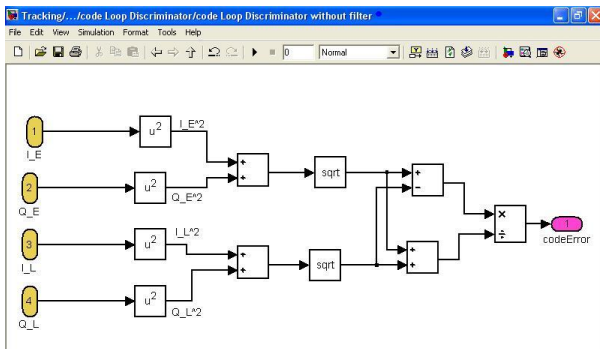 Tracking/.../code Loop Discriminator/code Loop Discriminator without filter *
File Edit View Simulation Format Tools Help
0 Normal
1
I_E
u²
I_E^2
2
Q_E
u²
Q_E^2
+
+
sqrt
+
−
3
I_L
u²
I_L^2
4
Q_L
u²
Q_L^2
+
+
sqrt
+
+
×
÷
1
codeError